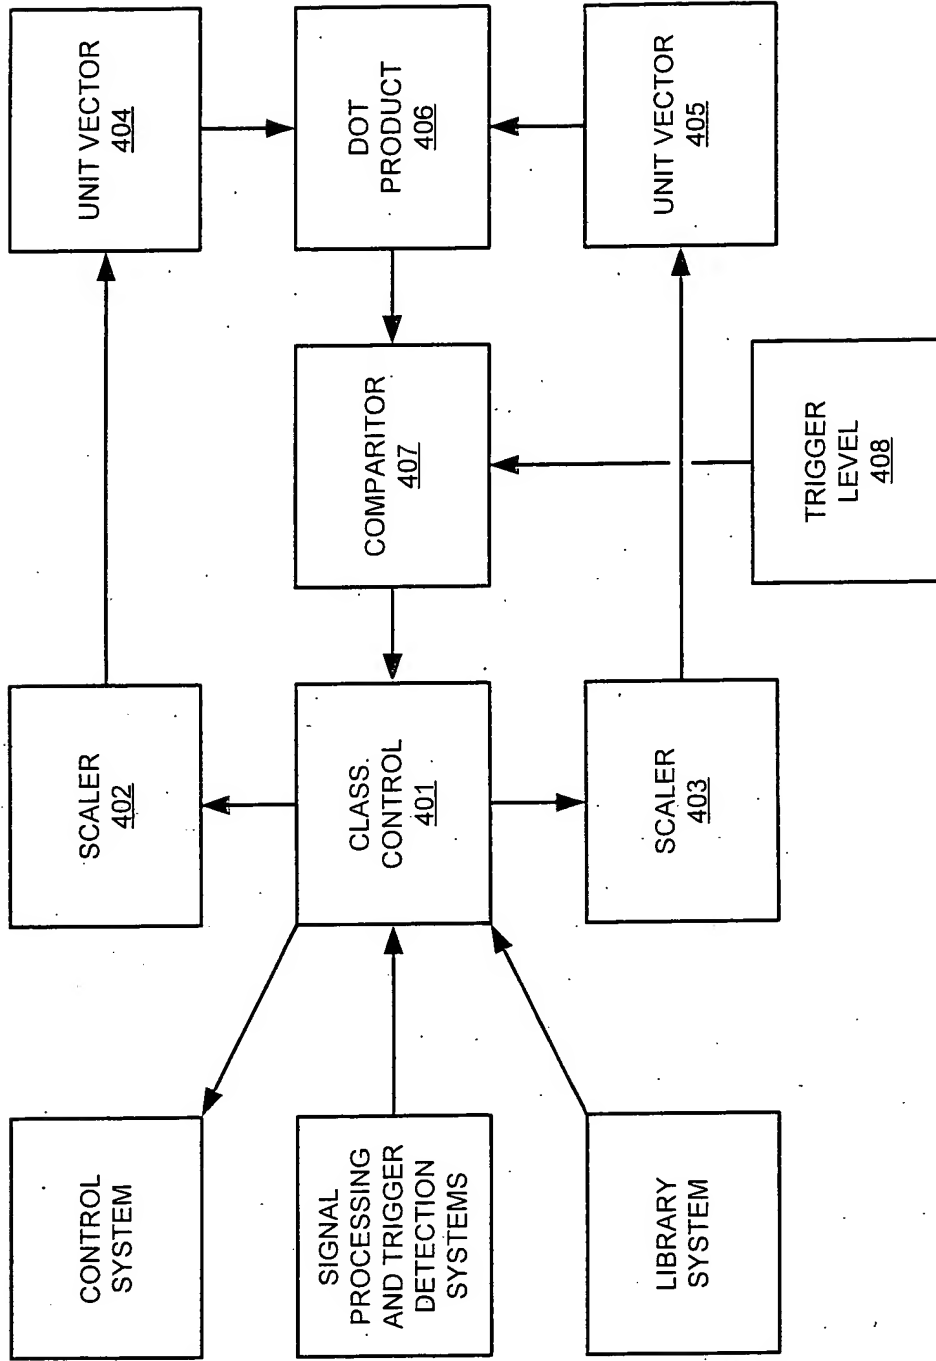 CONTROL
SYSTEM
SCALER
402
UNIT VECTOR
404
SIGNAL
PROCESSING
AND TRIGGER
DETECTION
SYSTEMS
CLASS.
CONTROL
401
COMPARITOR
407
DOT
PRODUCT
406
LIBRARY
SYSTEM
SCALER
403
UNIT VECTOR
405
TRIGGER
LEVEL
408